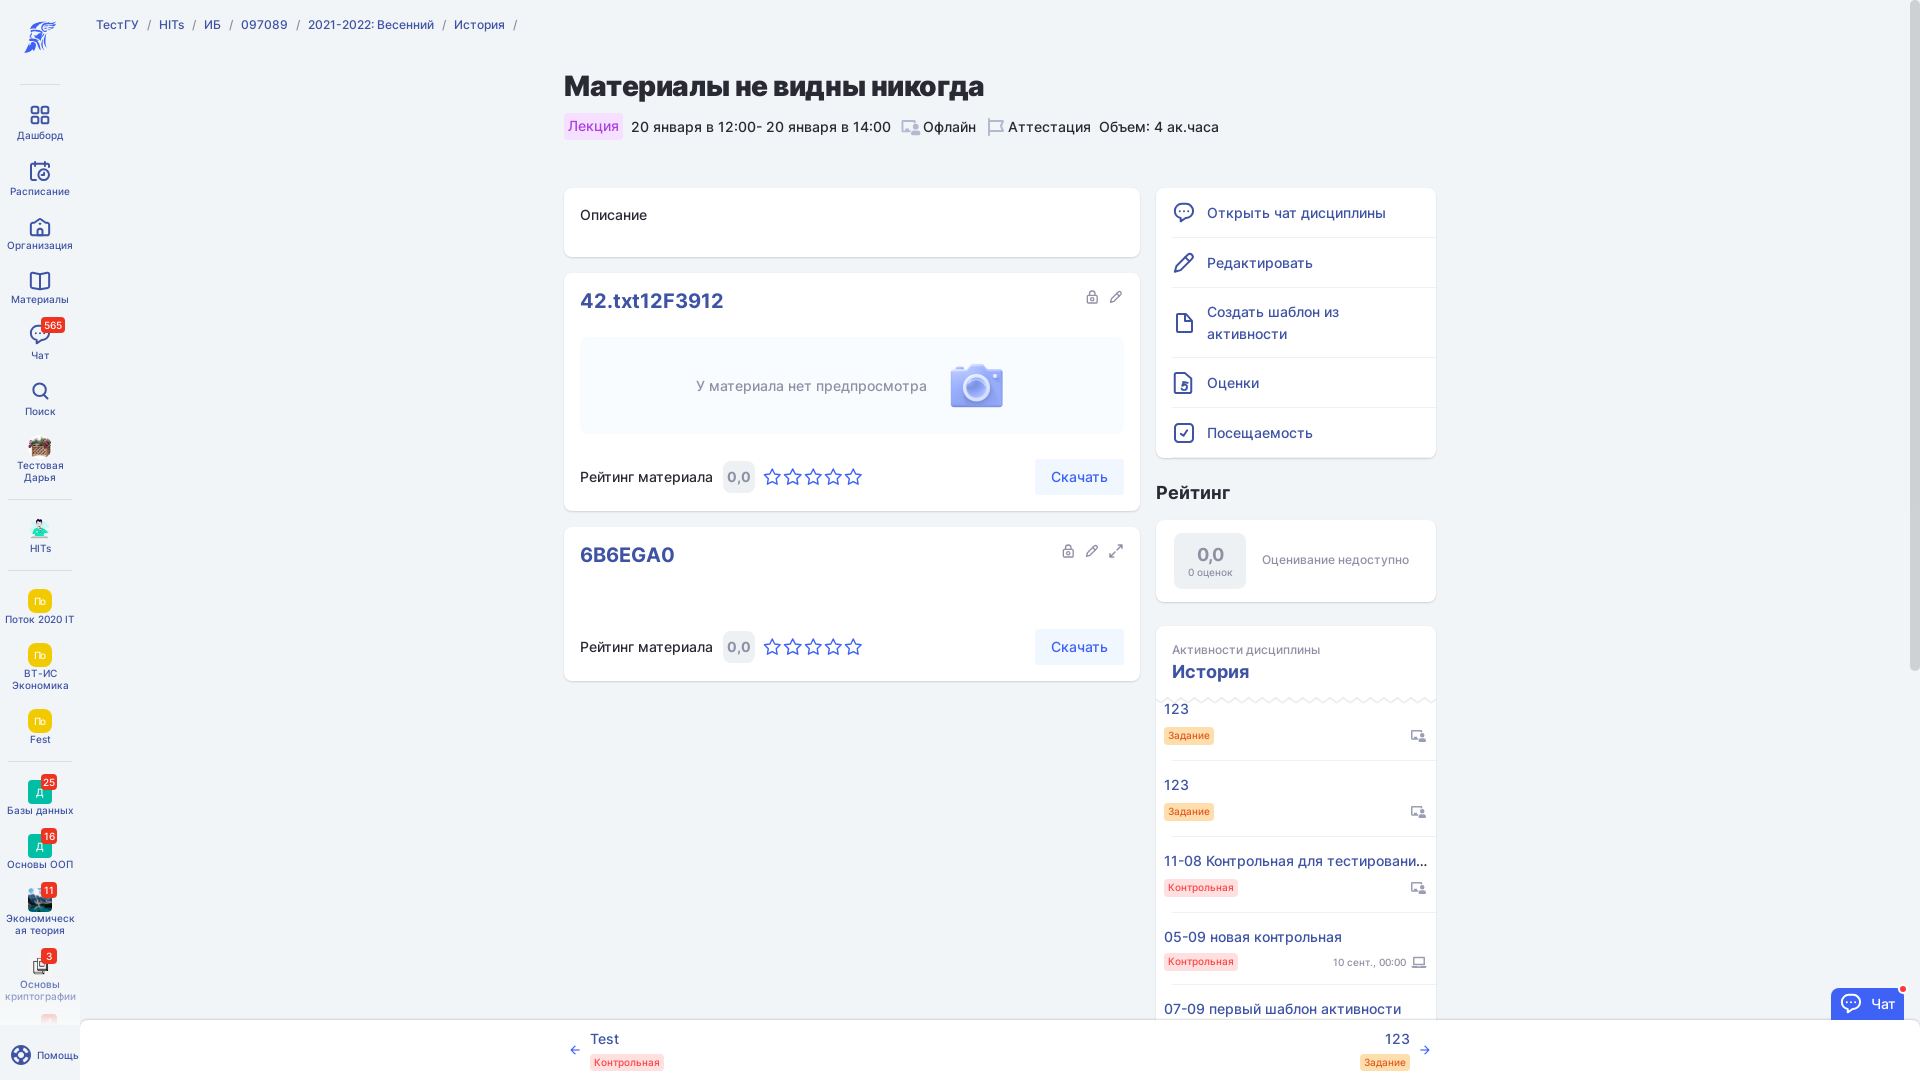 ТестГУ / HITs / ИБ / 097089 / 2021-2022: Весенний / История /
Дашборд
Расписание
Организация
Материалы
565
Чат
Поиск
Тестовая
Дарья
HITs
По
Поток 2020 IT
По
ВТ-ИС
Экономика
По
Fest
25
Д
Базы данных
16
Д
Основы ООП
11
Экономическ
ая теория
3
Основы
криптографии
Помощь
Материалы не видны никогда
Лекция 20 января в 12:00- 20 января в 14:00 Офлайн Аттестация Объем: 4 ак.часа
Описание
42.txt12F3912
У материала нет предпросмотра
Рейтинг материала 0,0 Скачать
6B6EGA0
Рейтинг материала 0,0 Скачать
Открыть чат дисциплины
Редактировать
Создать шаблон из
активности
Оценки
Посещаемость
Рейтинг
0,0
0 оценок
Оценивание недоступно
Активности дисциплины
История
123
Задание
123
Задание
11-08 Контрольная для тестировани...
Контрольная
05-09 новая контрольная
Контрольная 10 сент., 00:00
07-09 первый шаблон активности
Чат
Test
Контрольная
123
Задание